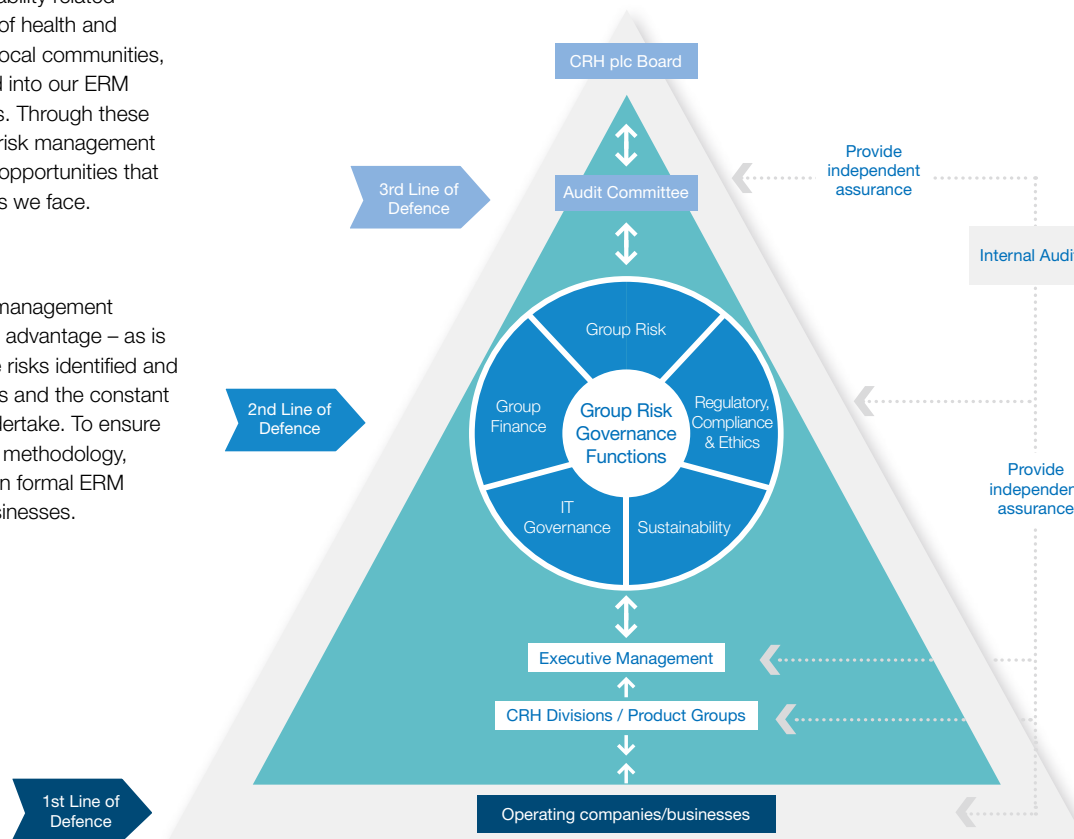 of health and
ocal communities,
into our ERM
Through these
risk management
opportunities that
s we face.
management
advantage – as is
risks identified and
s and the constant
dertake. To ensure
methodology,
n formal ERM
sinesses.
CRH plc Board
3rd Line of
Defence
Audit Committee
Provide
independent
assurance
Internal Audi
2nd Line of
Defence
Group Risk
Group
Finance
Group Risk
Governance
Functions
Regulatory,
Compliance
& Ethics
IT
Governance
Sustainability
Provide
independen
assurance
Executive Management
CRH Divisions / Product Groups
1st Line of
Defence
Operating companies/businesses